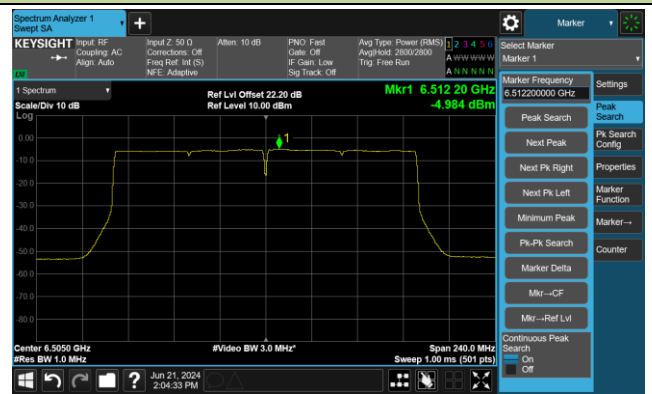 Spectrum Analyzer 1
Swept SA
+
Marker
KEYSIGHT
Input: RF
Coupling: AC
Align: Auto
Input Z: 50 Ω
Corrections: Off
Freq Ref: Int (S)
NFE: Adaptive
Atten: 10 dB
PNO: Fast
Gate: Off
IF Gain: Low
Sig Track: Off
Avg Type: Power (RMS)
Avg|Hold: 2800/2800
Trig: Free Run
1 2 3 4 5 6
A W W W W W
A N N N N N
LW
Select Marker
Marker 1
1 Spectrum
Scale/Div 10 dB
Log
Ref Lvl Offset 22.20 dB
Ref Level 10.00 dBm
Mkr1 6.512 20 GHz
-4.984 dBm
0.00
-10.0
-20.0
-30.0
-40.0
-50.0
-60.0
-70.0
-80.0
1
Center 6.5050 GHz
#Res BW 1.0 MHz
#Video BW 3.0 MHz*
Span 240.0 MHz
Sweep 1.00 ms (501 pts)
Marker Frequency
6.512200000 GHz
Peak Search
Next Peak
Next Pk Right
Next Pk Left
Minimum Peak
Pk-Pk Search
Marker Delta
Mkr→CF
Mkr→Ref Lvl
Continuous Peak
Search
On
Off
Settings
Peak
Search
Pk Search
Config
Properties
Marker
Function
Marker→
Counter
?
Jun 21, 2024
2:04:33 PM